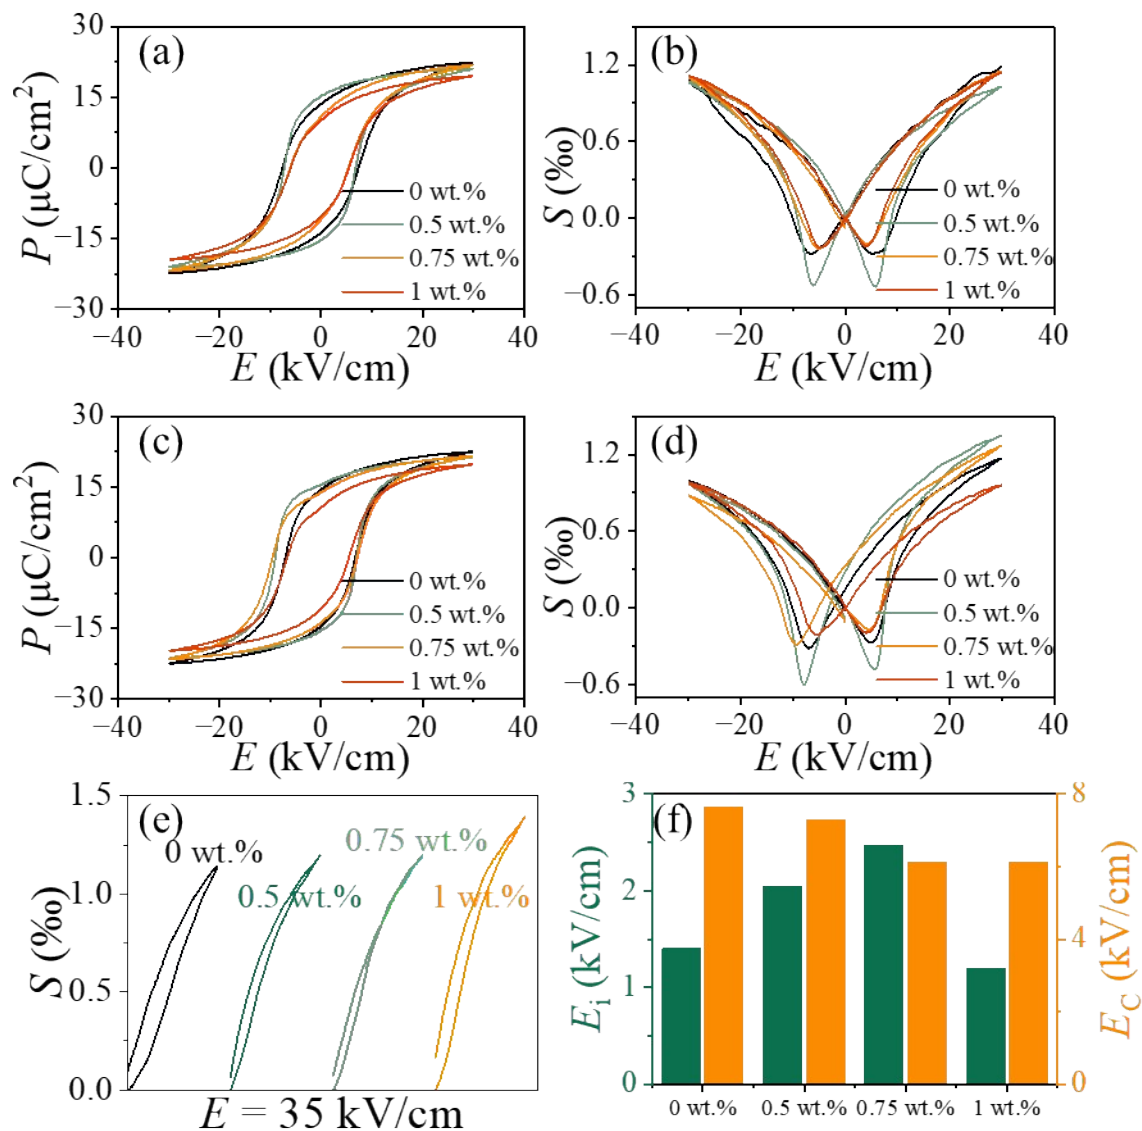 (a)
P (μC/cm²)
30
15
0
−15
−30
0 wt.%
0.5 wt.%
0.75 wt.%
1 wt.%
−40 −20 0 20 40
E (kV/cm)
(b)
S (‰)
1.2
0.6
0.0
−0.6
0 wt.%
0.5 wt.%
0.75 wt.%
1 wt.%
−40 −20 0 20 40
E (kV/cm)
(c)
P (μC/cm²)
30
15
0
−15
−30
0 wt.%
0.5 wt.%
0.75 wt.%
1 wt.%
−40 −20 0 20 40
E (kV/cm)
(d)
S (‰)
1.2
0.6
0.0
−0.6
0 wt.%
0.5 wt.%
0.75 wt.%
1 wt.%
−40 −20 0 20 40
E (kV/cm)
(e)
S (‰)
1.5
1.0
0.5
0.0
0 wt.%
0.5 wt.%
0.75 wt.%
1 wt.%
E = 35 kV/cm
(f)
Ei (kV/cm)
3
2
1
0
EC (kV/cm)
8
4
0
0 wt.% 0.5 wt.% 0.75 wt.% 1 wt.%